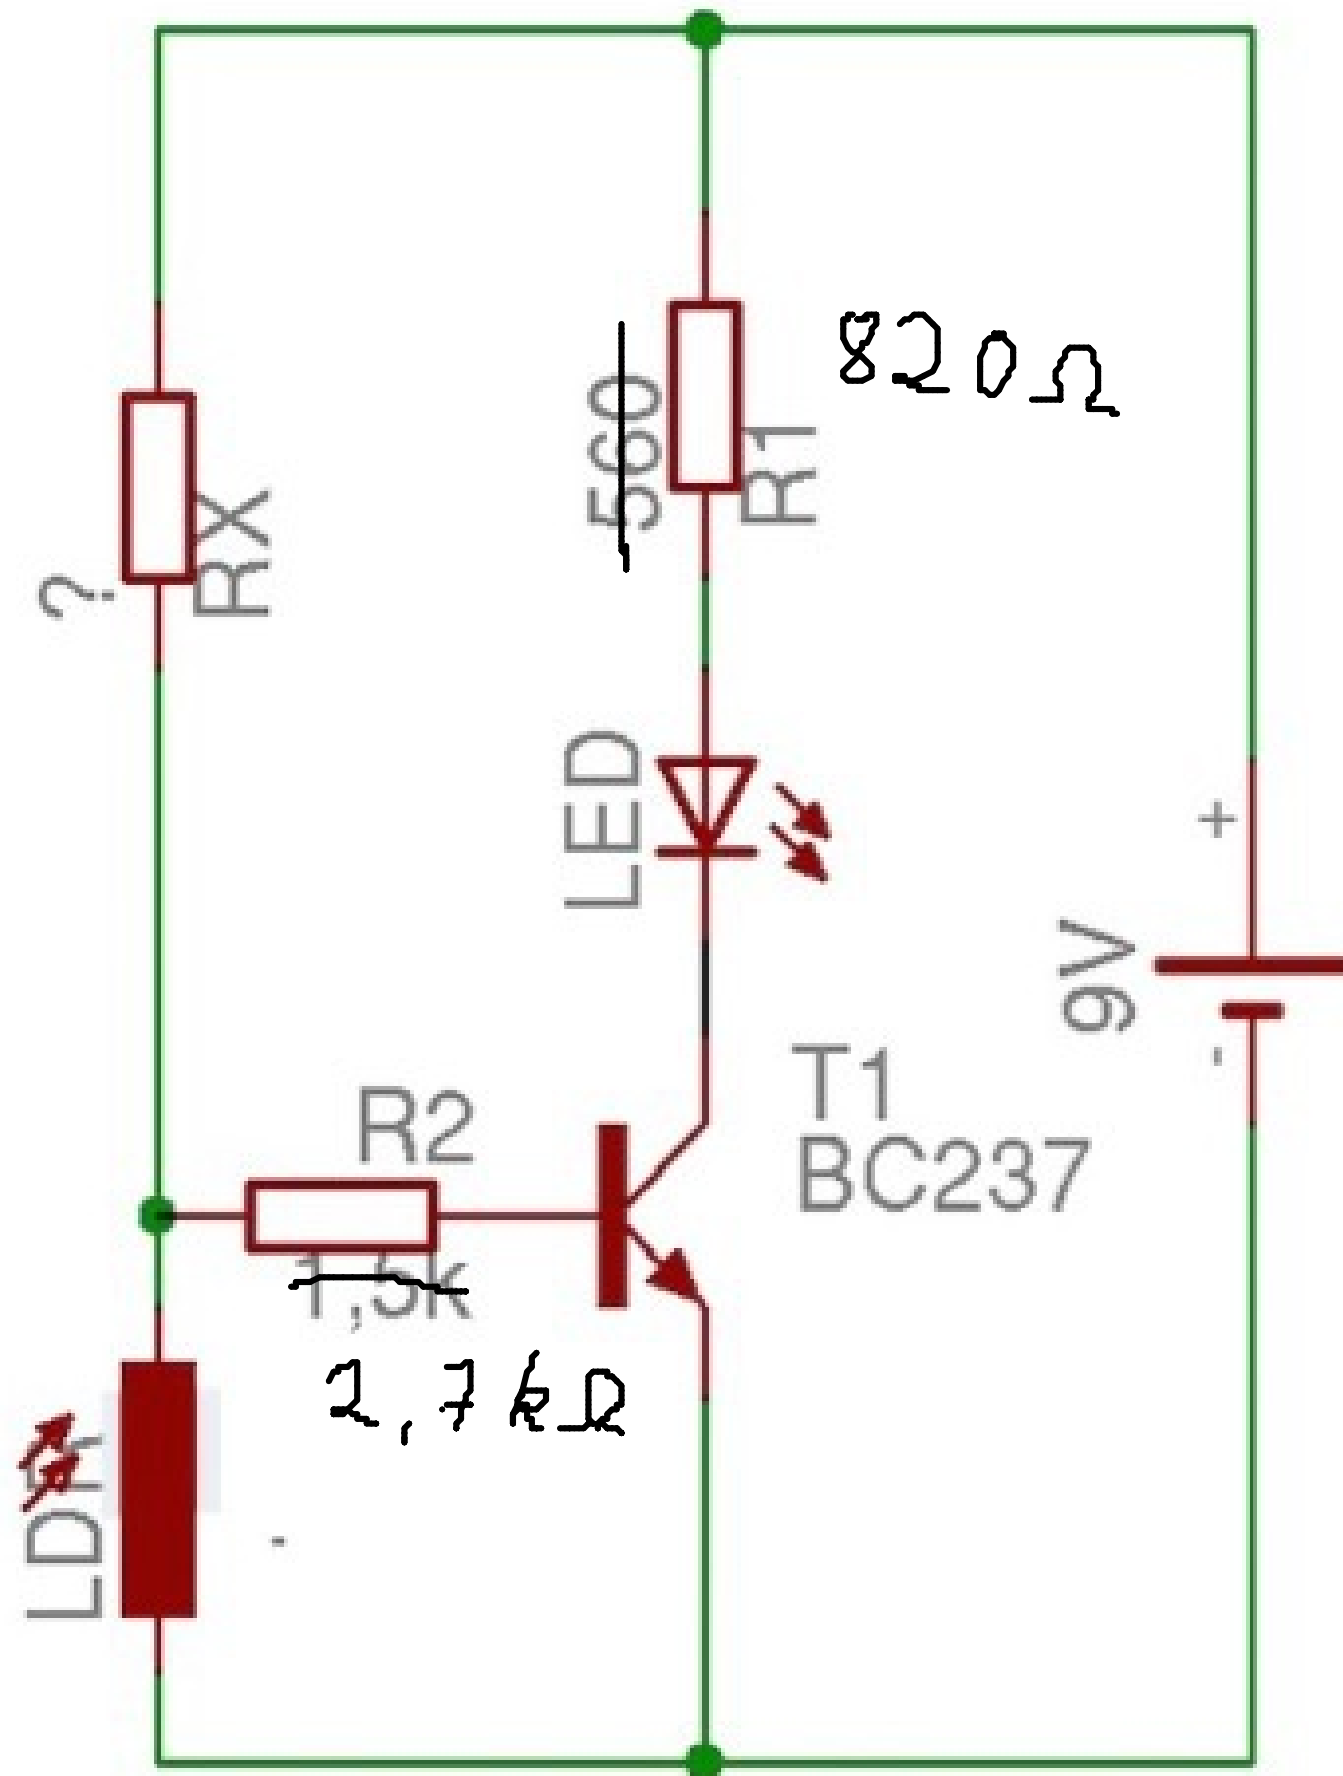 820Ω
560
R1
RX
?
LED
+
9V
-
T1
BC237
R2
1,5k
2,7kΩ
LDR